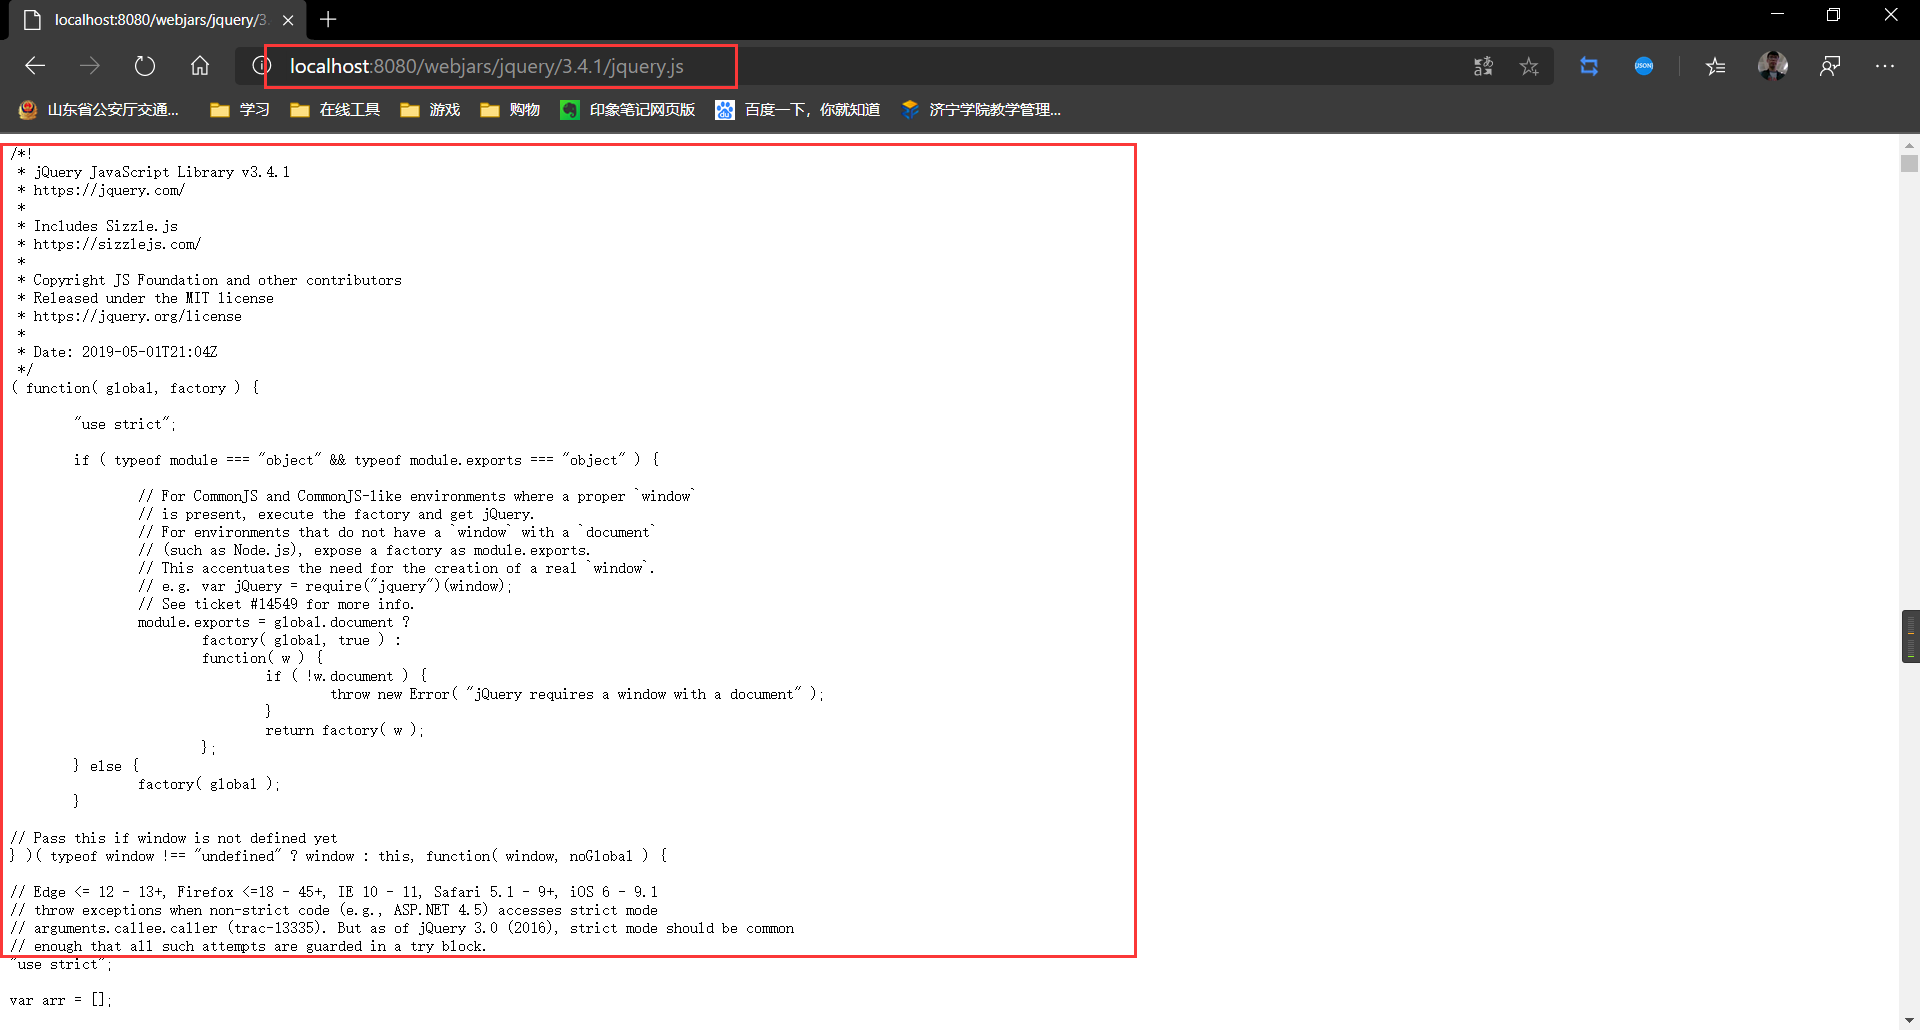 localhost:8080/webjars/jquery/3.
localhost:8080/webjars/jquery/3.4.1/jquery.js
山东省公安厅交通... 学习 在线工具 游戏 购物 印象笔记网页版 百度一下，你就知道 济宁学院教学管理...
/*!
 * jQuery JavaScript Library v3.4.1
 * https://jquery.com/
 *
 * Includes Sizzle.js
 * https://sizzlejs.com/
 *
 * Copyright JS Foundation and other contributors
 * Released under the MIT license
 * https://jquery.org/license
 *
 * Date: 2019-05-01T21:04Z
 */
( function( global, factory ) {
"use strict";
if ( typeof module === "object" && typeof module.exports === "object" ) {
// For CommonJS and CommonJS-like environments where a proper `window`
// is present, execute the factory and get jQuery.
// For environments that do not have a `window` with a `document`
// (such as Node.js), expose a factory as module.exports.
// This accentuates the need for the creation of a real `window`.
// e.g. var jQuery = require("jquery")(window);
// See ticket #14549 for more info.
module.exports = global.document ?
factory( global, true ) :
function( w ) {
if ( !w.document ) {
throw new Error( "jQuery requires a window with a document" );
}
return factory( w );
};
} else {
factory( global );
}
// Pass this if window is not defined yet
} )( typeof window !== "undefined" ? window : this, function( window, noGlobal ) {
// Edge <= 12 - 13+, Firefox <=18 - 45+, IE 10 - 11, Safari 5.1 - 9+, iOS 6 - 9.1
// throw exceptions when non-strict code (e.g., ASP.NET 4.5) accesses strict mode
// arguments.callee.caller (trac-13335). But as of jQuery 3.0 (2016), strict mode should be common
// enough that all such attempts are guarded in a try block.
"use strict";
var arr = [];